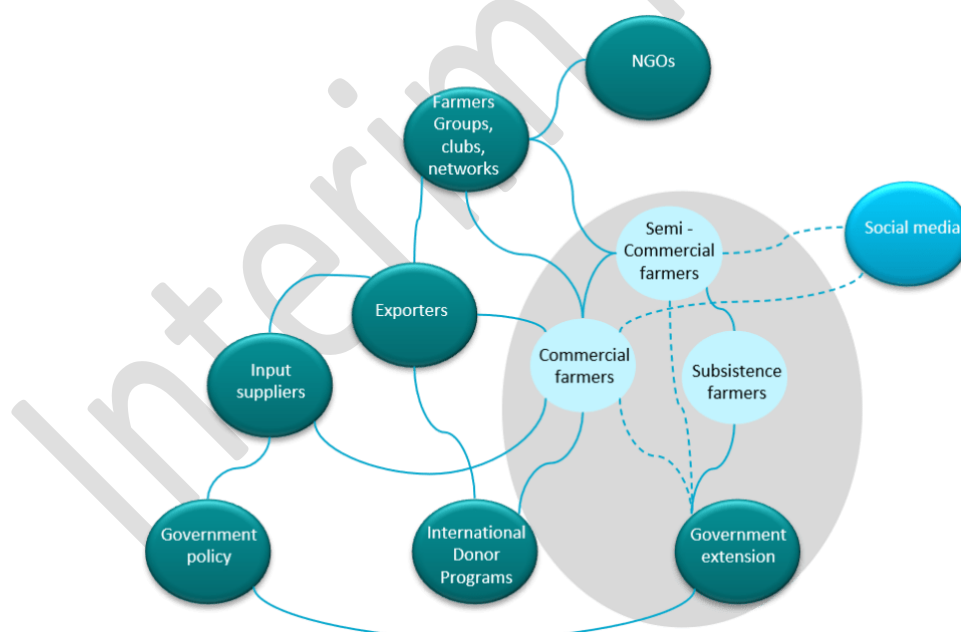 NGOs
Farmers
Groups,
clubs,
networks
Semi -
Commercial
farmers
Social media
Exporters
Commercial
farmers
Subsistence
farmers
Input
suppliers
Government
policy
International
Donor
Programs
Government
extension
Interim